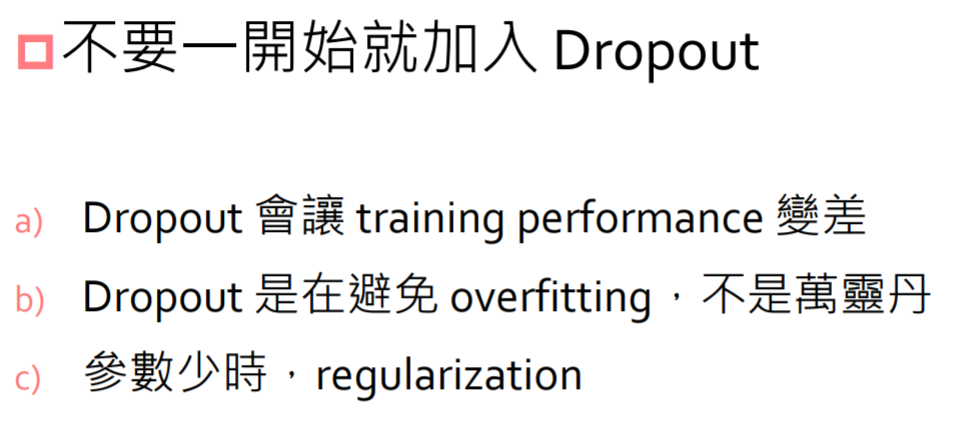 不要一開始就加入 Dropout
a) Dropout 會讓 training performance 變差
b) Dropout 是在避免 overfitting，不是萬靈丹
c) 參數少時，regularization